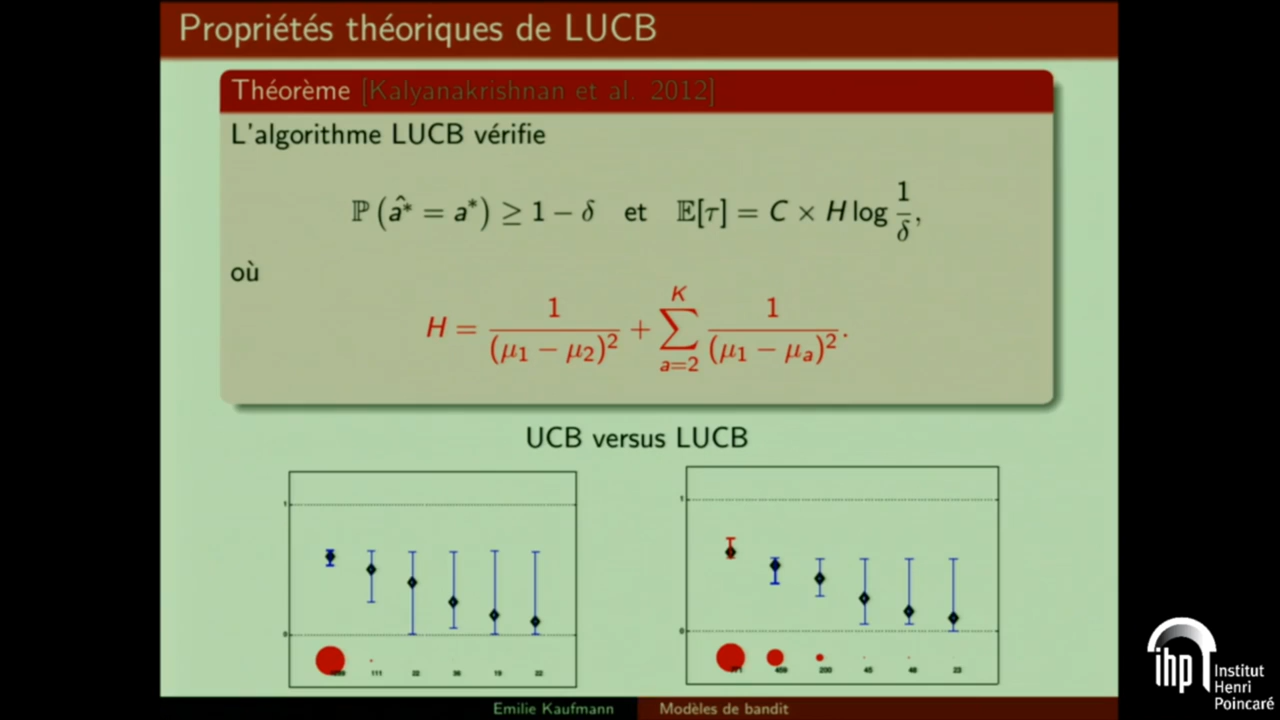 Propriétés théoriques de LUCB
Théorème [Kalyanakrishnan et al. 2012]
L'algorithme LUCB vérifie
ℙ (â* = a*) ≥ 1 − δ et 𝔼[τ] = C × H log 1/δ,
où
H = 1/(μ₁ − μ₂)² + ∑_{a=2}^{K} 1/(μ₁ − μₐ)².
UCB versus LUCB
1 1
0 0
111 22 36 19 22 459 200 45 48 23
Emilie Kaufmann Modèles de bandit
ihp Institut
Henri
Poincaré